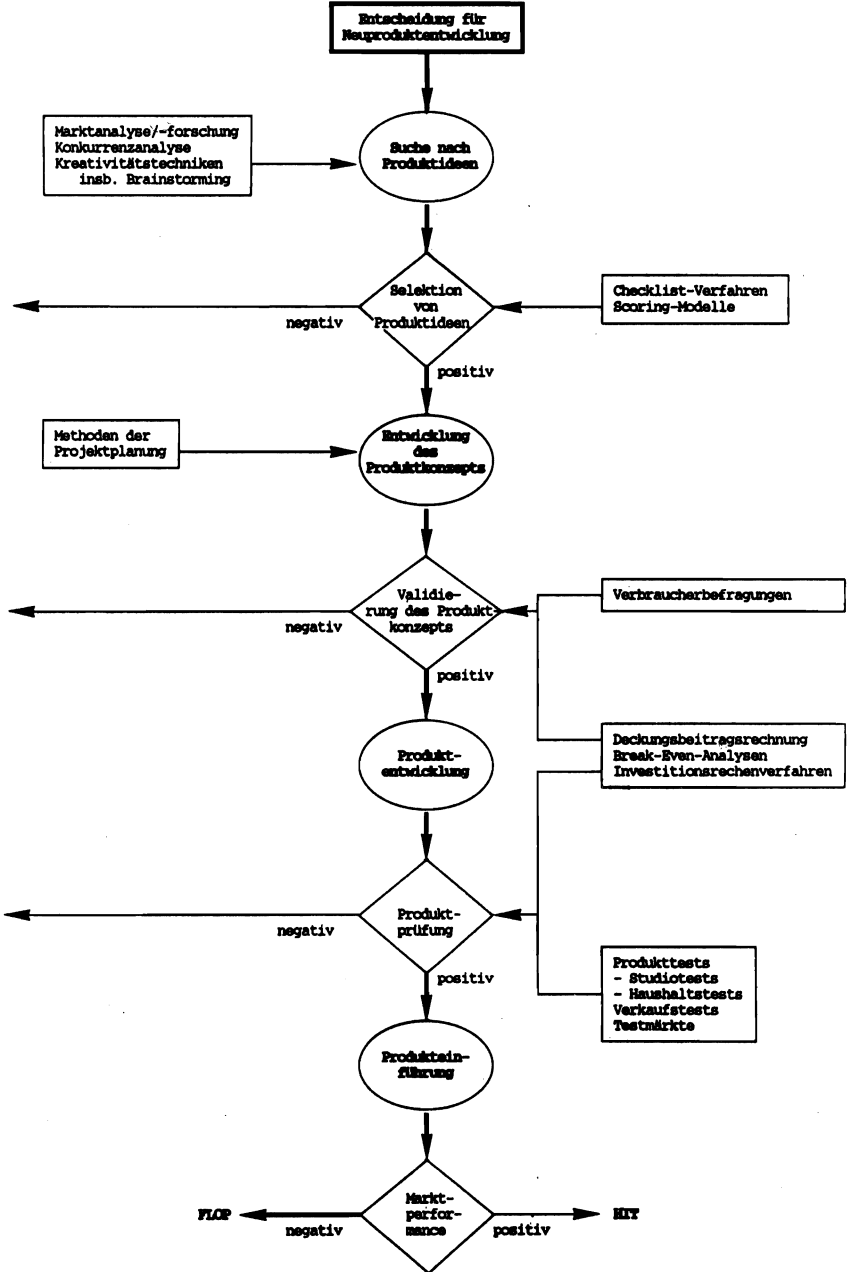 Entscheidung für
Neuproduktentwicklung
Marktanalyse/-forschung
Konkurrenzanalyse
Kreativitätstechniken
insb. Brainstorming
Suche nach
Produktideen
Selektion
von
Produktideen
negativ
Checklist-Verfahren
Scoring-Modelle
positiv
Methoden der
Projektplanung
Entwicklung
des
Produktkonzepts
Validie-
rung des Produkt-
konzepts
negativ
Verbraucherbefragungen
positiv
Produkt-
entwicklung
Deckungsbeitragsrechnung
Break-Even-Analysen
Investitionsrechenverfahren
Produkt-
prüfung
negativ
positiv
Produkttests
- Studiotests
- Haushaltstests
Verkaufstests
Testmärkte
Produktein-
führung
Markt-
perfor-
mance
FLOP
negativ
positiv
HIT